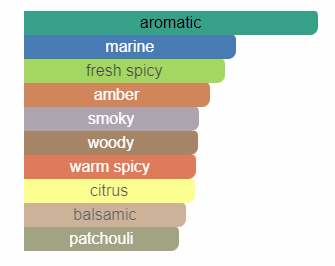 aromatic
marine
fresh spicy
amber
smoky
woody
warm spicy
citrus
balsamic
patchouli